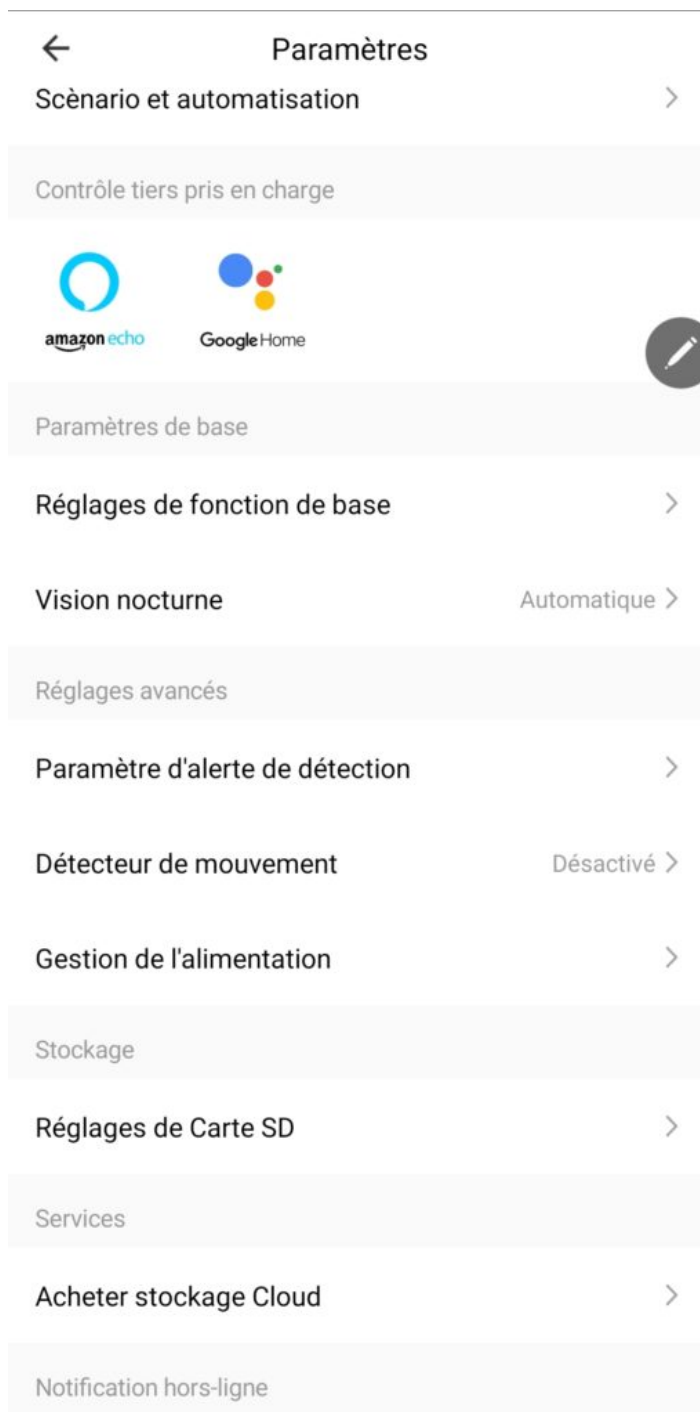 Paramètres
Scènario et automatisation
Contrôle tiers pris en charge
amazon echo
Google Home
Paramètres de base
Réglages de fonction de base
Vision nocturne
Automatique
Réglages avancés
Paramètre d'alerte de détection
Détecteur de mouvement
Désactivé
Gestion de l'alimentation
Stockage
Réglages de Carte SD
Services
Acheter stockage Cloud
Notification hors-ligne